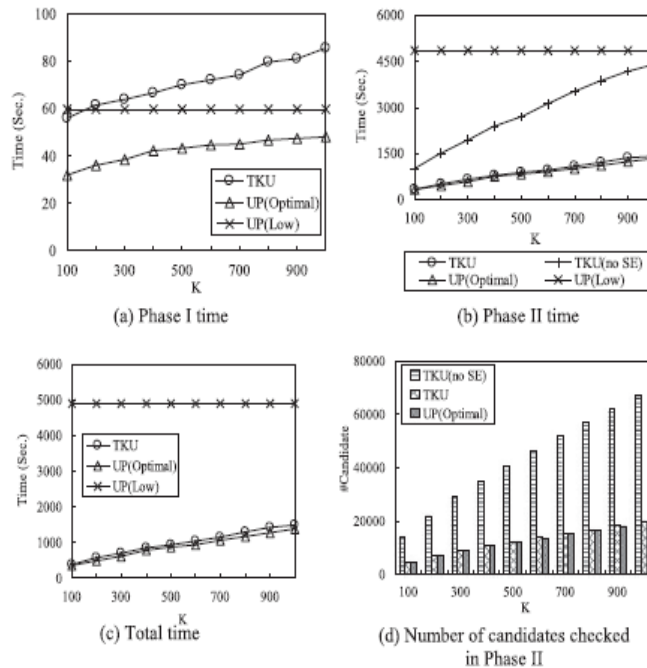 100
80
60
40
20
0
Time (Sec.)
TKU
UP(Optimal)
UP(Low)
100 300 500 700 900
K
(a) Phase I time
6000
4500
3000
1500
0
Time (Sec.)
100 300 500 700 900
K
TKU TKU(no SE)
UP(Optimal) UP(Low)
(b) Phase II time
6000
5000
4000
3000
2000
1000
0
Time (Sec.)
TKU
UP(Optimal)
UP(Low)
100 300 500 700 900
K
(c) Total time
80000
60000
40000
20000
0
#Candidate
TKU(no SE)
TKU
UP(Optimal)
100 300 500 700 900
K
(d) Number of candidates checked
in Phase II